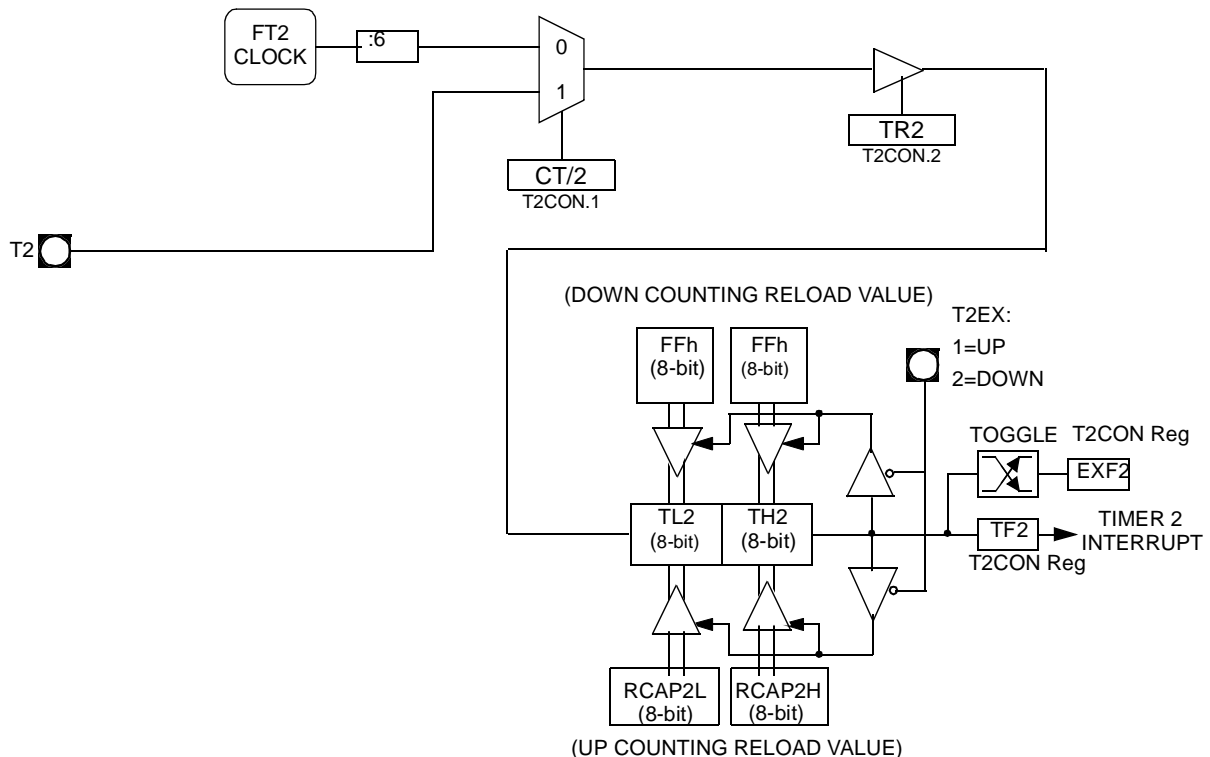 FT2
CLOCK
:6
0
1
TR2
T2CON.2
CT/2
T2CON.1
T2
(DOWN COUNTING RELOAD VALUE)
T2EX:
1=UP
2=DOWN
FFh
(8-bit)
FFh
(8-bit)
TOGGLE
T2CON Reg
EXF2
TL2
(8-bit)
TH2
(8-bit)
TF2
TIMER 2
INTERRUPT
T2CON Reg
RCAP2L
(8-bit)
RCAP2H
(8-bit)
(UP COUNTING RELOAD VALUE)